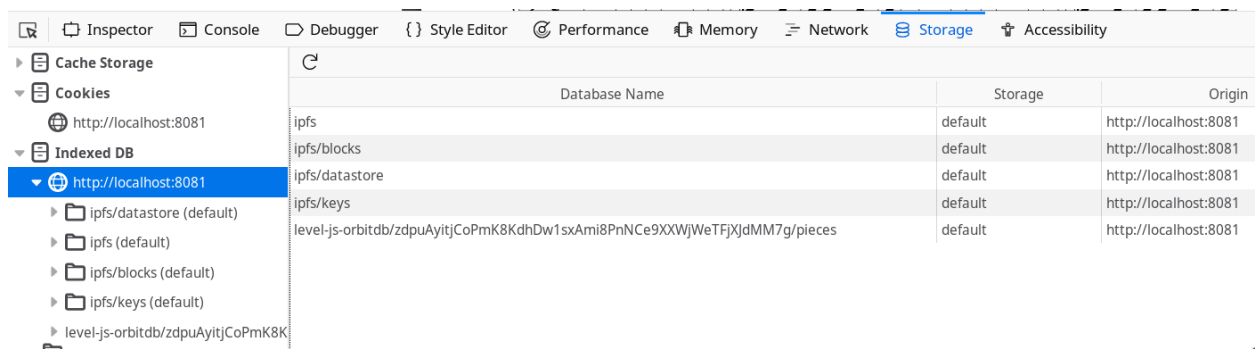 Inspector Console Debugger {} Style Editor Performance Memory Network Storage Accessibility
Cache Storage
Cookies
http://localhost:8081
Indexed DB
http://localhost:8081
ipfs/datastore (default)
ipfs (default)
ipfs/blocks (default)
ipfs/keys (default)
level-js-orbitdb/zdpuAyitjCoPmK8K
Database Name Storage Origin
ipfs default http://localhost:8081
ipfs/blocks default http://localhost:8081
ipfs/datastore default http://localhost:8081
ipfs/keys default http://localhost:8081
level-js-orbitdb/zdpuAyitjCoPmK8KdhDw1sxAmi8PnNCe9XXWjWeTFjXJdMM7g/pieces default http://localhost:8081